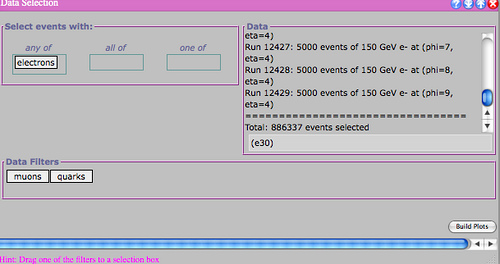 Data Selection
Select events with:
any of
all of
one of
electrons
Data
eta=4)
Run 12427: 5000 events of 150 GeV e- at (phi=7,
eta=4)
Run 12428: 5000 events of 150 GeV e- at (phi=8,
eta=4)
Run 12429: 5000 events of 150 GeV e- at (phi=9,
eta=4)
==================================
Total: 886337 events selected
(e30)
Data Filters
muons
quarks
Build Plots
Hint: Drag one of the filters to a selection box